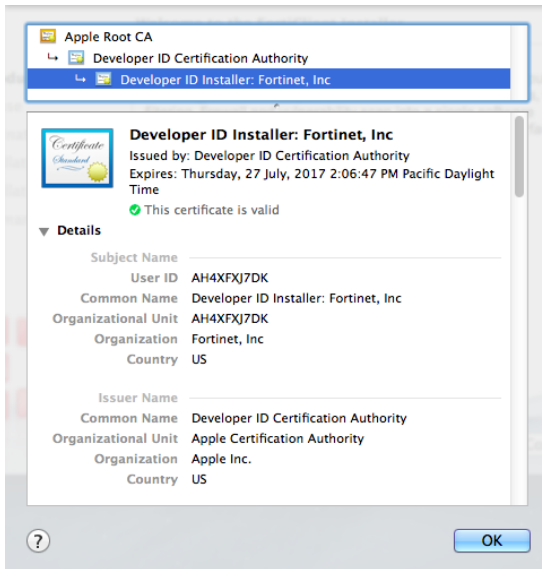 Apple Root CA
Developer ID Certification Authority
Developer ID Installer: Fortinet, Inc
Certificate
Standard
Developer ID Installer: Fortinet, Inc
Issued by: Developer ID Certification Authority
Expires: Thursday, 27 July, 2017 2:06:47 PM Pacific Daylight
Time
This certificate is valid
Details
Subject Name
User ID AH4XFXJ7DK
Common Name Developer ID Installer: Fortinet, Inc
Organizational Unit AH4XFXJ7DK
Organization Fortinet, Inc
Country US
Issuer Name
Common Name Developer ID Certification Authority
Organizational Unit Apple Certification Authority
Organization Apple Inc.
Country US
?
OK